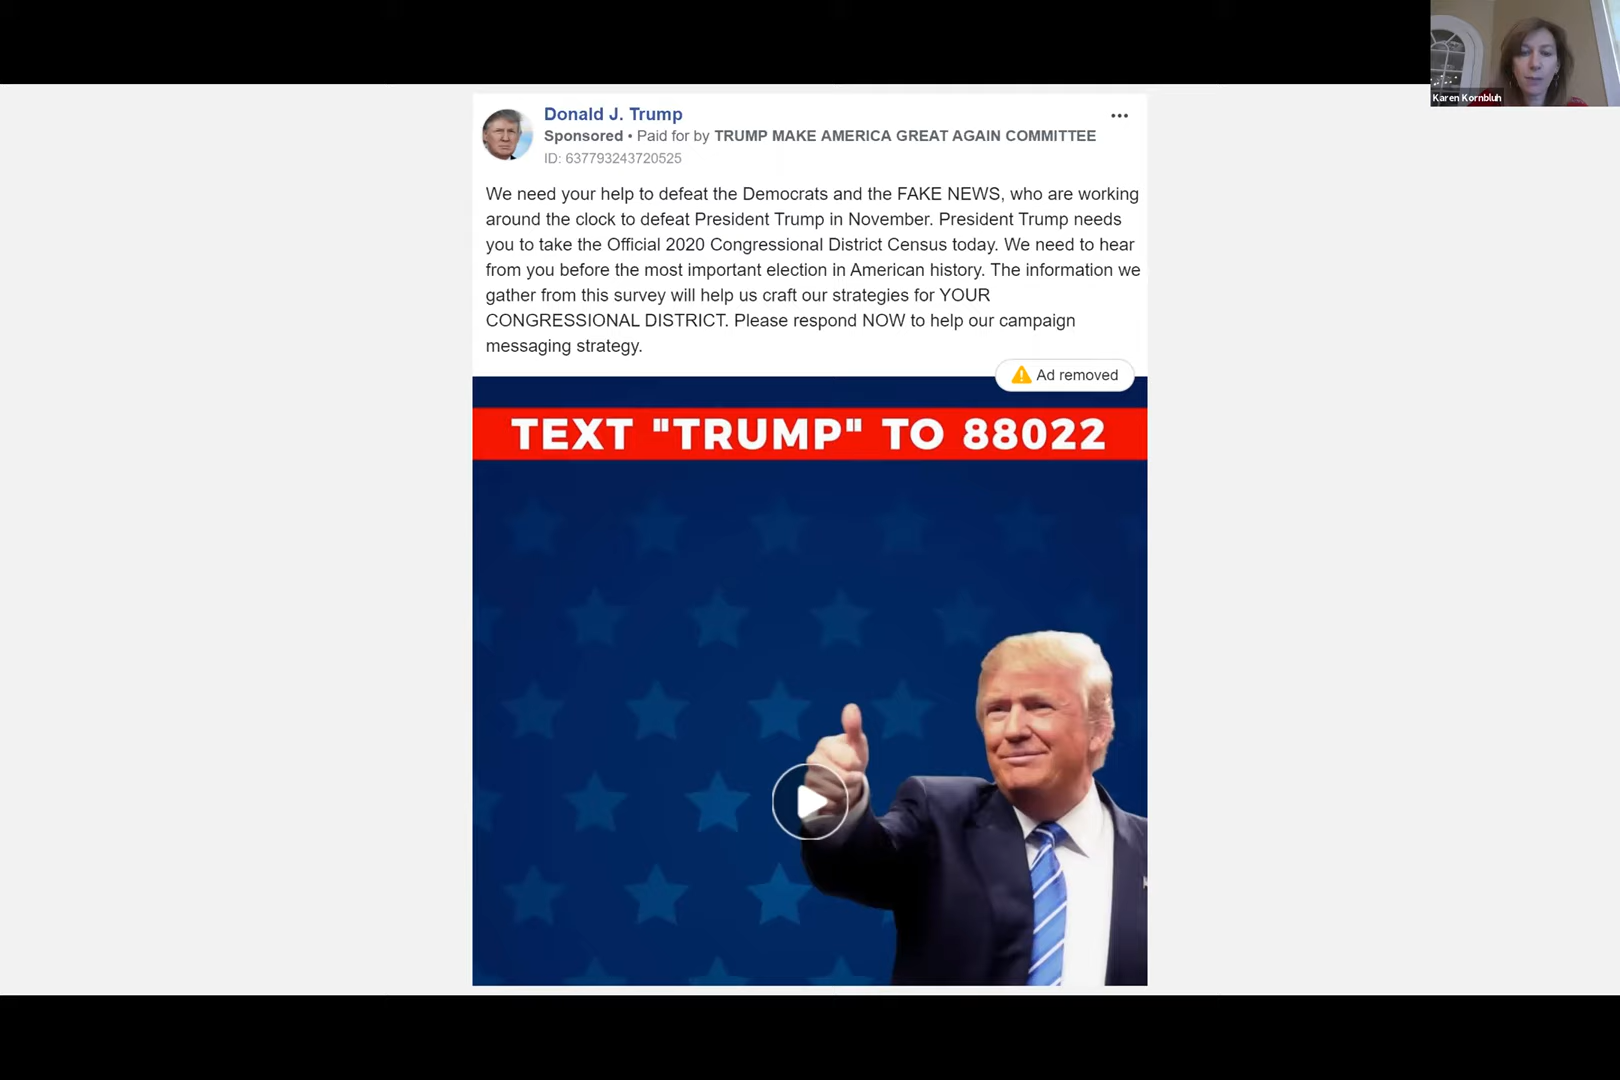 Karen Kornbluh
Donald J. Trump
Sponsored • Paid for by TRUMP MAKE AMERICA GREAT AGAIN COMMITTEE
ID: 637793243720525
We need your help to defeat the Democrats and the FAKE NEWS, who are working
around the clock to defeat President Trump in November. President Trump needs
you to take the Official 2020 Congressional District Census today. We need to hear
from you before the most important election in American history. The information we
gather from this survey will help us craft our strategies for YOUR
CONGRESSIONAL DISTRICT. Please respond NOW to help our campaign
messaging strategy.
Ad removed
TEXT "TRUMP" TO 88022